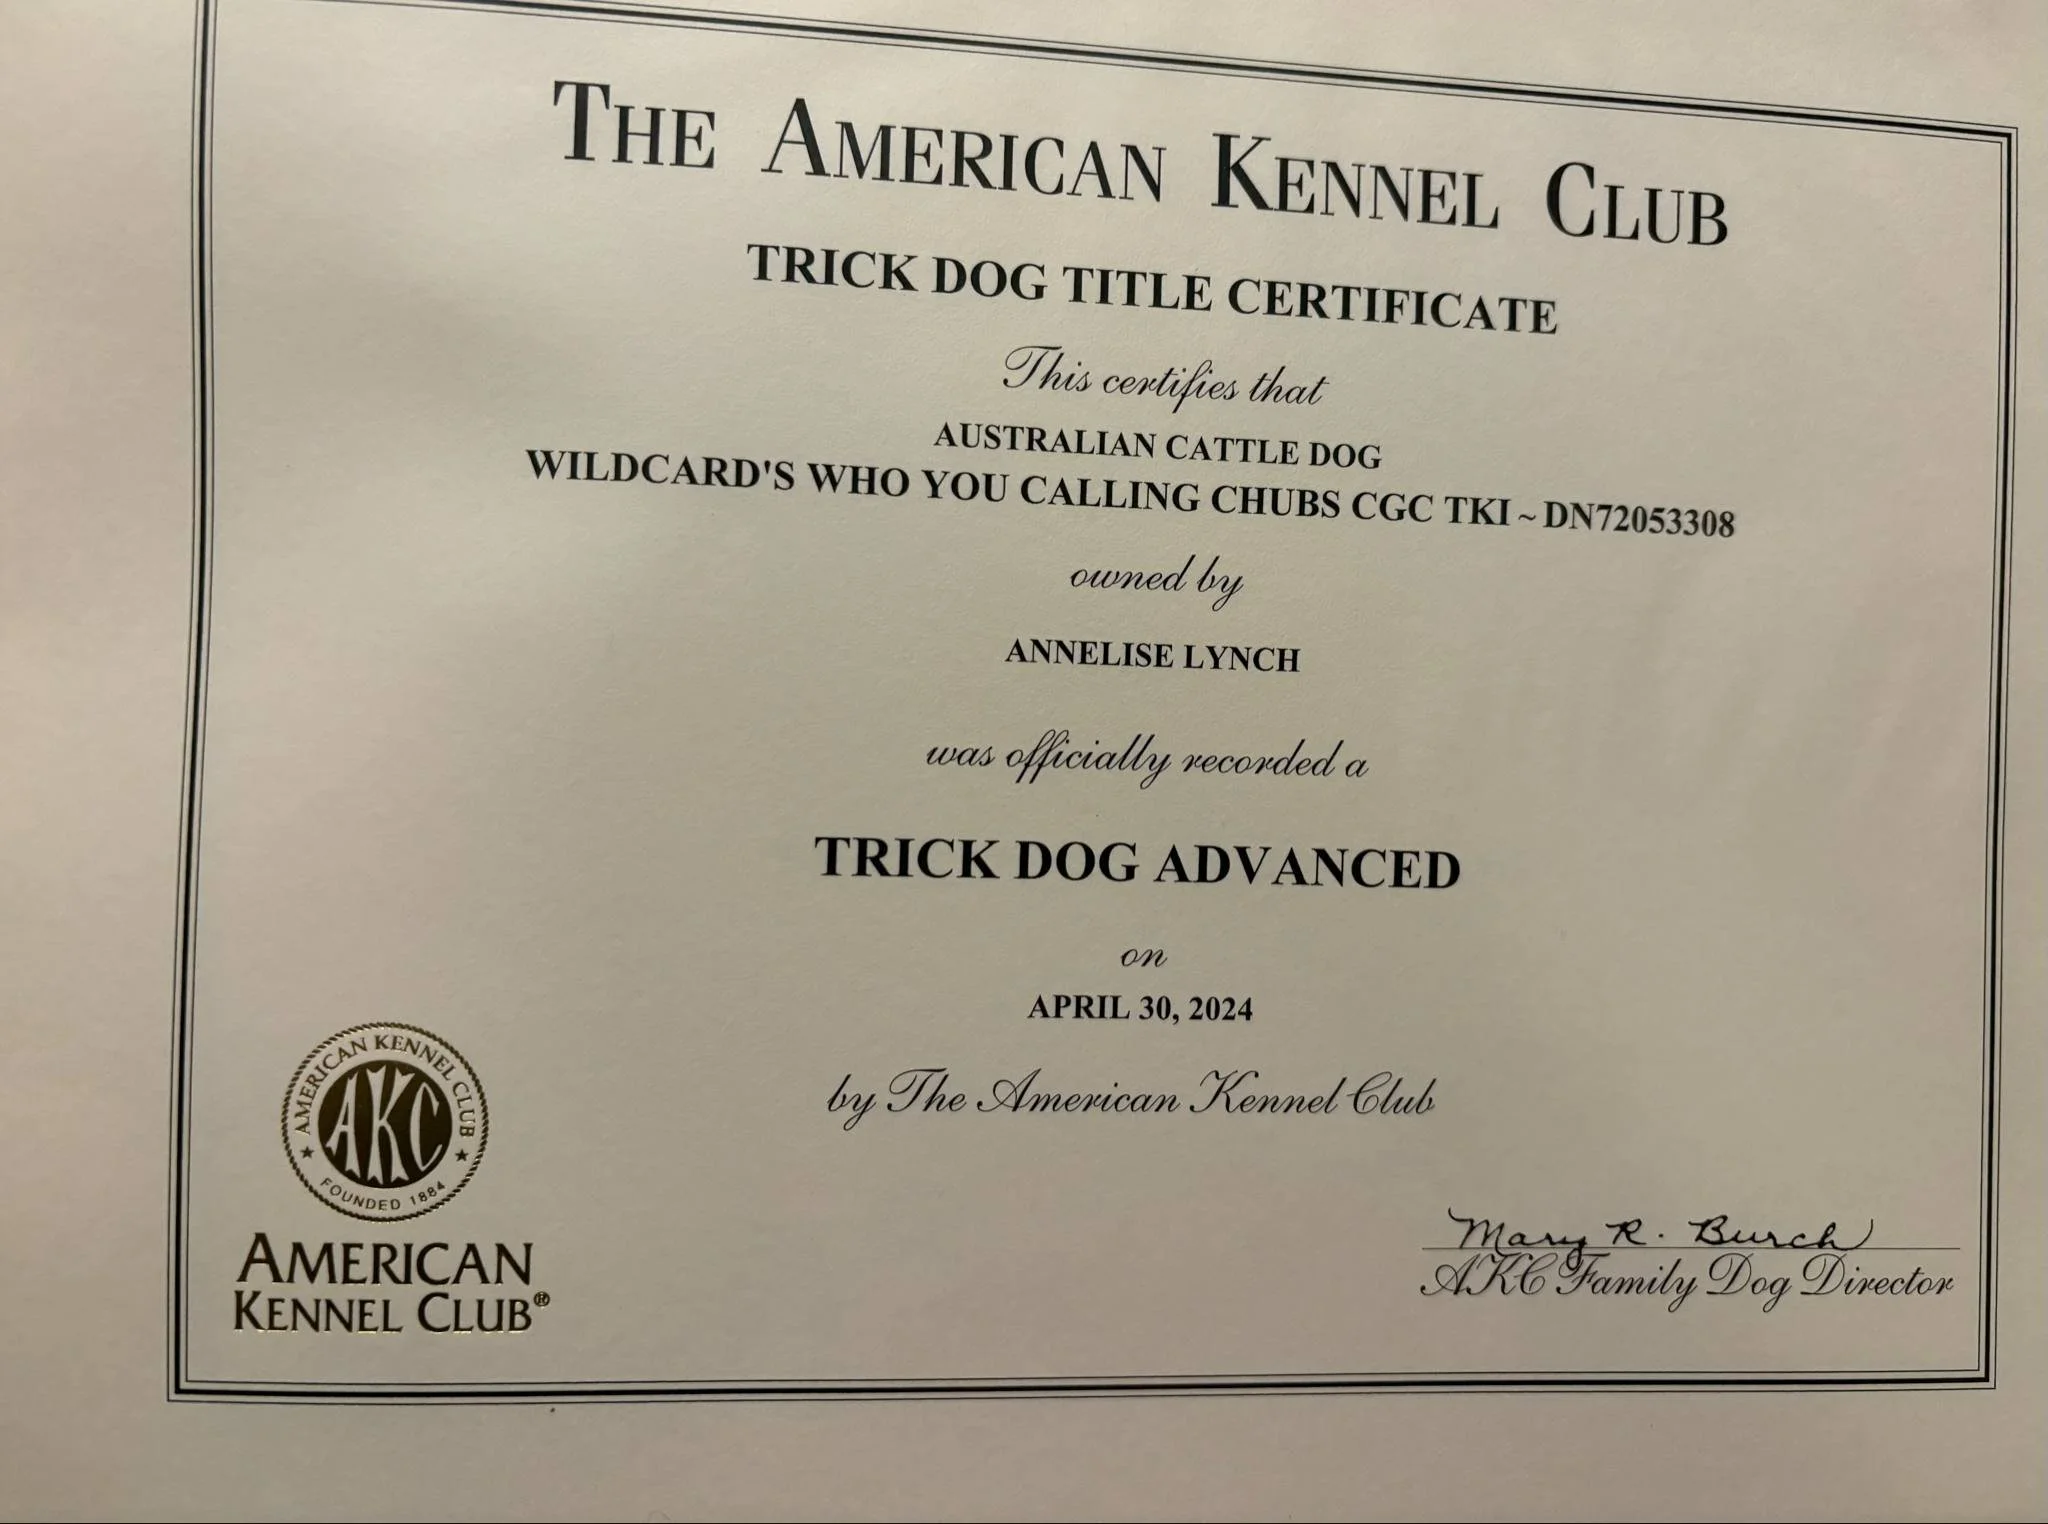 THE AMERICAN KENNEL CLUB
TRICK DOG TITLE CERTIFICATE
This certifies that
AUSTRALIAN CATTLE DOG
WILDCARD'S WHO YOU CALLING CHUBS CGC TKI ~ DN72053308
owned by
ANNELISE LYNCH
was officially recorded a
TRICK DOG ADVANCED
on
APRIL 30, 2024
by The American Kennel Club
AMERICAN KENNEL CLUB
AKC
FOUNDED 1884
AMERICAN
KENNEL CLUB®
Mary R. Burch
AKC Family Dog Director